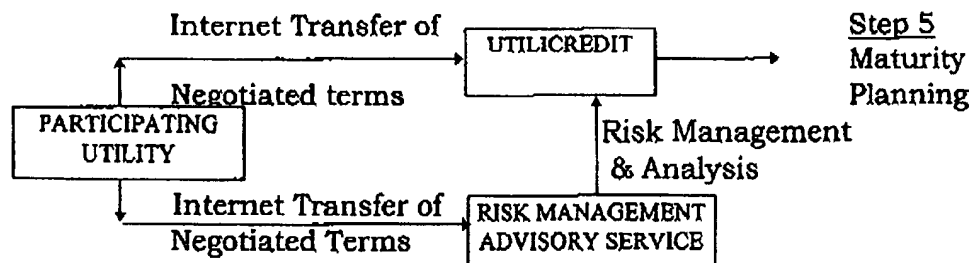 Internet Transfer of
Negotiated terms
UTILICREDIT
Step 5
Maturity
Planning
PARTICIPATING
UTILITY
Risk Management
& Analysis
Internet Transfer of
Negotiated Terms
RISK MANAGEMENT
ADVISORY SERVICE